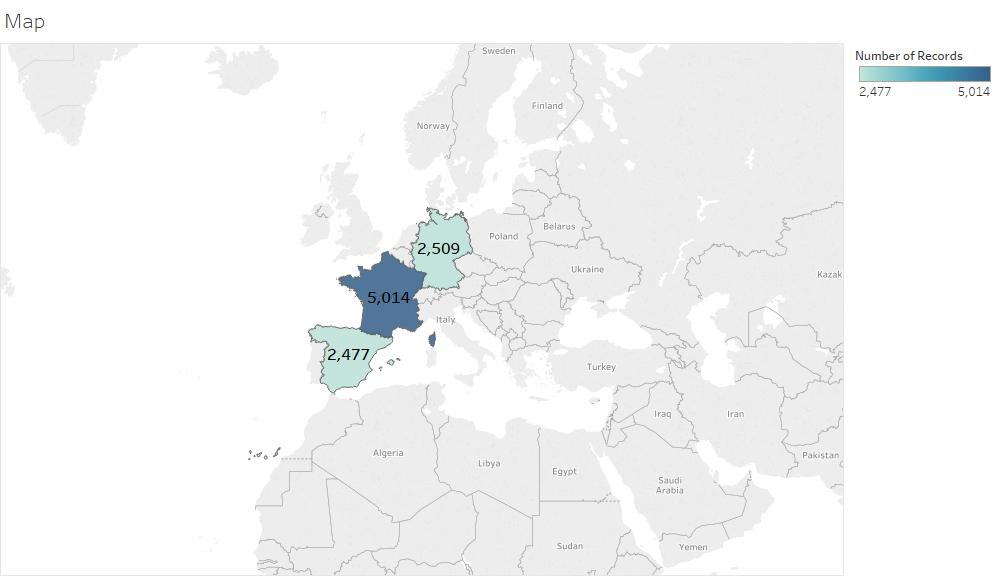 Map
Number of Records
2,477 5,014
Sweden
Finland
Norway
Belarus
Poland
2,509
Ukraine
Kazak
5,014
Italy
2,477
Turkey
Iraq
Iran
Algeria
Pakistan
Libya
Egypt
Saudi
Arabia
Sudan
Yemen